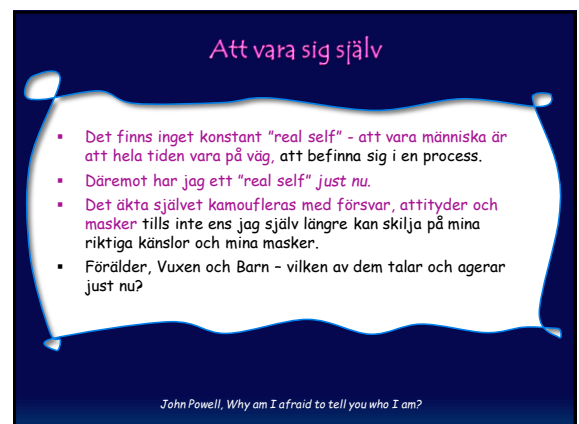 Att vara sig själv
▪ Det finns inget konstant "real self" - att vara människa är
att hela tiden vara på väg, att befinna sig i en process.
▪ Däremot har jag ett "real self" just nu.
▪ Det äkta självet kamoufleras med försvar, attityder och
masker tills inte ens jag själv längre kan skilja på mina
riktiga känslor och mina masker.
▪ Förälder, Vuxen och Barn – vilken av dem talar och agerar
just nu?
John Powell, Why am I afraid to tell you who I am?